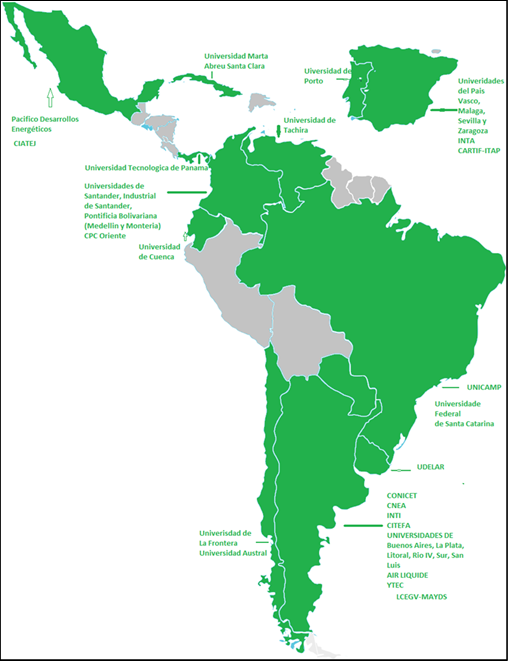 Universidad Marta
Abreu Santa Clara
Uiversidad de
Porto
Univeridades
del Pais
Vasco,
Malaga,
Sevilla y
Zaragoza
INTA
CARTIF-ITAP
Pacifico Desarrollos
Energéticos
CIATEJ
Universidad de
Tachira
Universidad Tecnologica de Panama
Universidades de
Santander, Industrial
de Santander,
Pontificia Bolivariana
(Medellin y Monteria)
CPC Oriente
Universidad
de Cuenca
UNICAMP
Universidade
Federal
de Santa Catarina
UDELAR
CONICET
CNEA
INTI
CITEFA
UNIVERSIDADES DE
Buenos Aires, La Plata,
Litoral, Rio IV, Sur, San
Luis
AIR LIQUIDE
YTEC
LCEGV-MAYDS
Univerisdad de
La Frontera
Universidad Austral